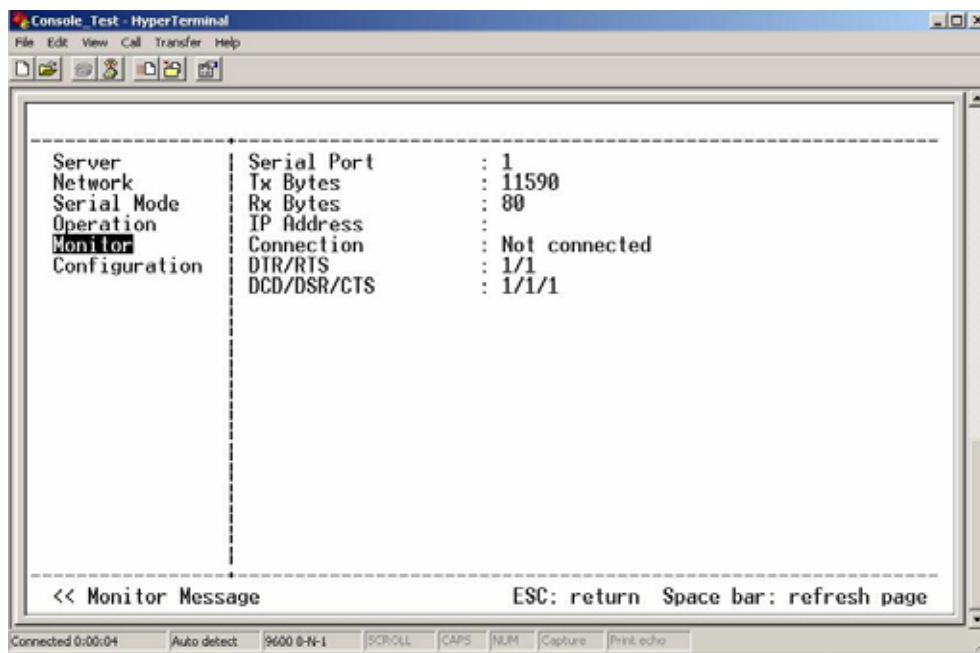 Console_Test - HyperTerminal
File Edit View Call Transfer Help
Server
Network
Serial Mode
Operation
Monitor
Configuration
Serial Port : 1
Tx Bytes : 11590
Rx Bytes : 80
IP Address :
Connection : Not connected
DTR/RTS : 1/1
DCD/DSR/CTS : 1/1/1
<< Monitor Message ESC: return Space bar: refresh page
Connected 0:00:04 Auto detect 9600 8-N-1 SCROLL CAPS NUM Capture Print echo